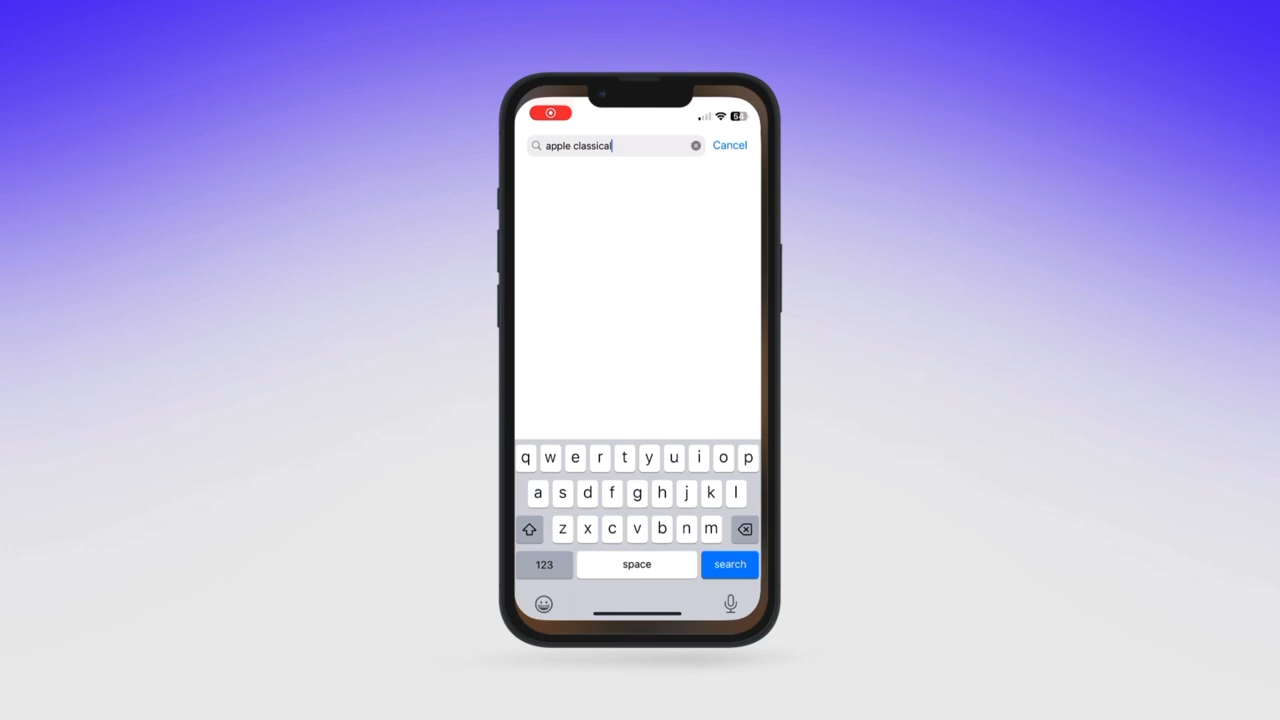 apple classical
Cancel
q w e r t y u i o p
a s d f g h j k l
z x c v b n m
123 space search